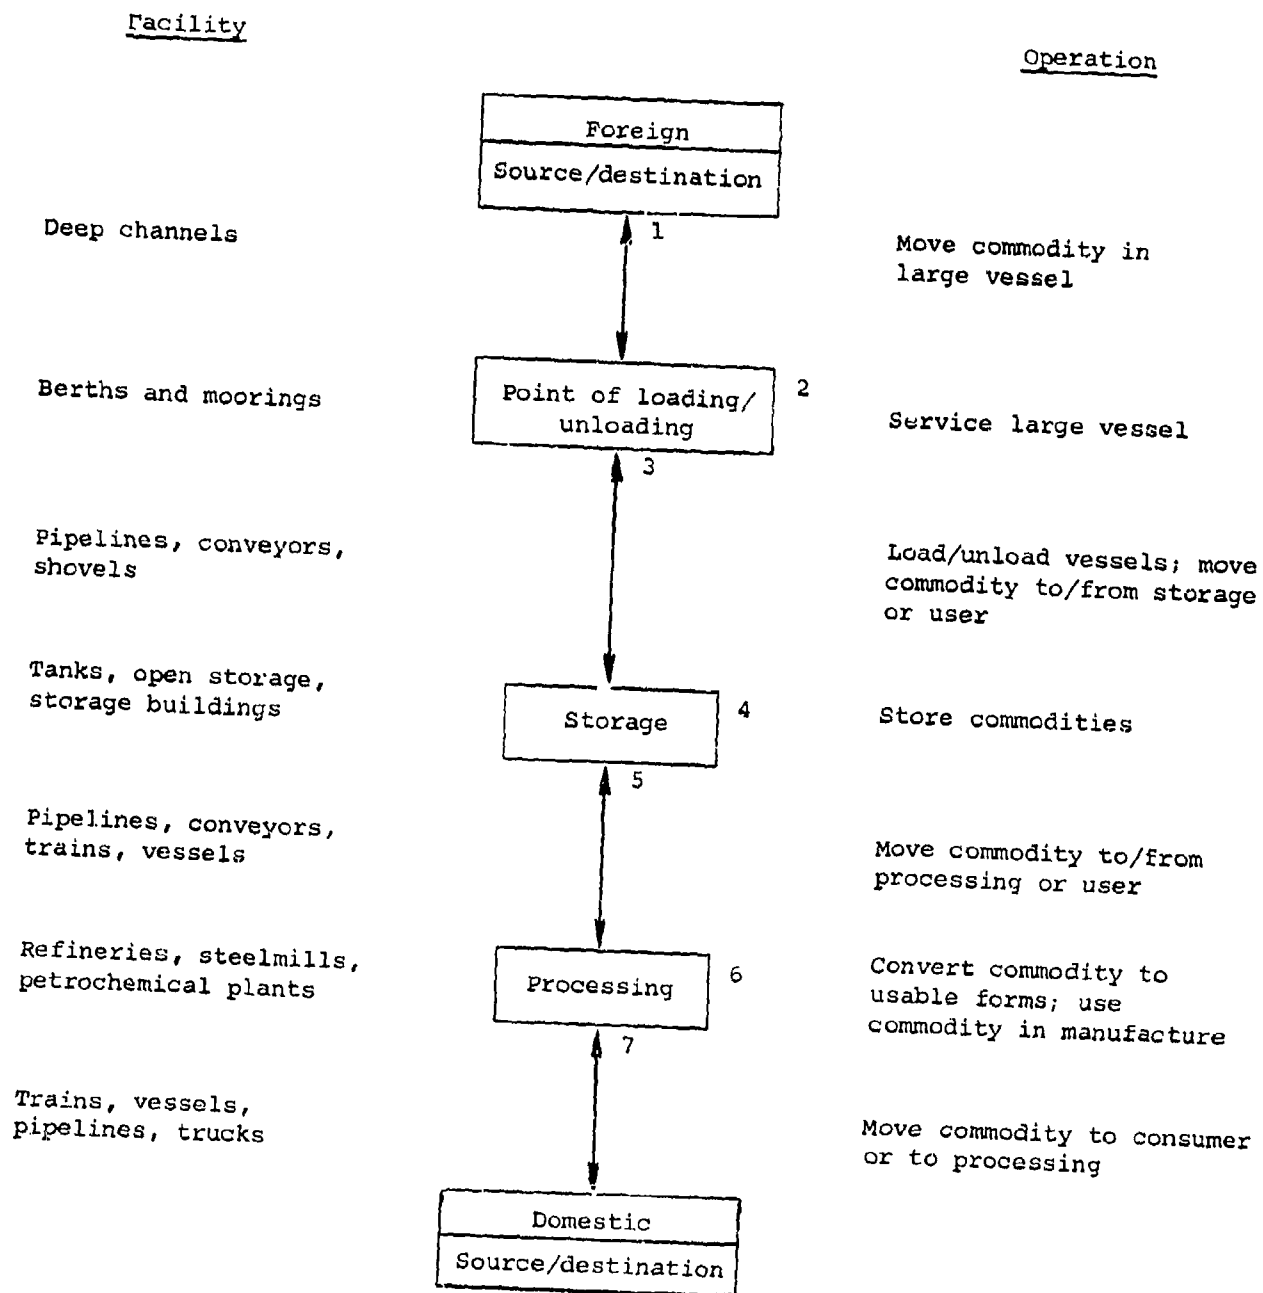 Facility
Operation
Foreign
Source/destination
1
Deep channels
Move commodity in
large vessel
Berths and moorings
Point of loading/
unloading
2
Service large vessel
3
Pipelines, conveyors,
shovels
Load/unload vessels; move
commodity to/from storage
or user
Tanks, open storage,
storage buildings
Storage
4
Store commodities
5
Pipelines, conveyors,
trains, vessels
Move commodity to/from
processing or user
Refineries, steelmills,
petrochemical plants
Processing
6
Convert commodity to
usable forms; use
commodity in manufacture
7
Trains, vessels,
pipelines, trucks
Move commodity to consumer
or to processing
Domestic
Source/destination